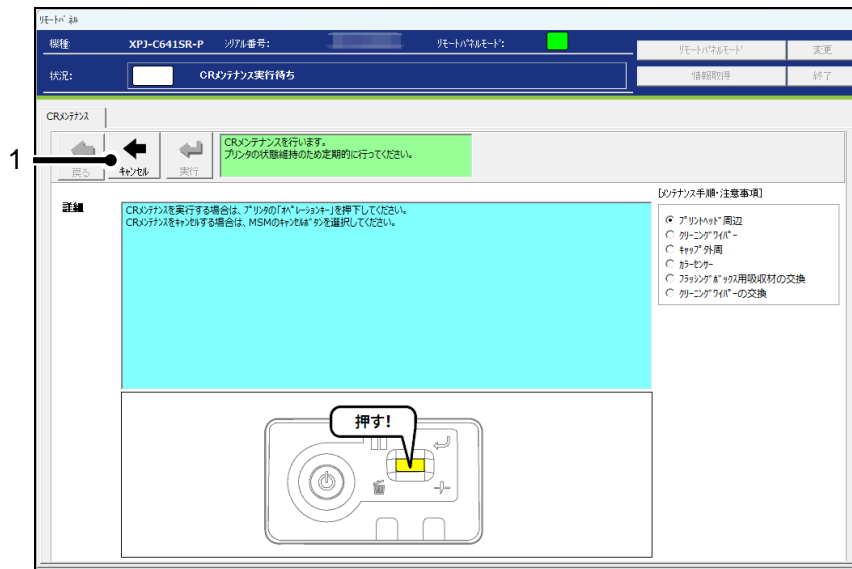 ﾘﾓｰﾄﾊﾟﾈﾙ
機種: XPJ-C641SR-P ｼﾘｱﾙ番号: ﾘﾓｰﾄﾊﾟﾈﾙﾓｰﾄﾞ: ﾘﾓｰﾄﾊﾟﾈﾙﾓｰﾄﾞ 変更
状況: CRﾒﾝﾃﾅﾝｽ実行待ち 情報取得 終了
CRﾒﾝﾃﾅﾝｽ
1
戻る ｷｬﾝｾﾙ 実行
CRﾒﾝﾃﾅﾝｽを行います。
ﾌﾟﾘﾝﾀの状態維持のため定期的に行ってください。
詳細
CRﾒﾝﾃﾅﾝｽを実行する場合は、ﾌﾟﾘﾝﾀの｢ｵﾍﾟﾚｰｼｮﾝｷｰ｣を押下してください。
CRﾒﾝﾃﾅﾝｽをｷｬﾝｾﾙする場合は、MSMのｷｬﾝｾﾙﾎﾞﾀﾝを選択してください。
[ﾒﾝﾃﾅﾝｽ手順･注意事項]
ﾌﾟﾘﾝﾄﾍｯﾄﾞ周辺
ｸﾘｰﾆﾝｸﾞﾜｲﾊﾟｰ
ｷｬｯﾌﾟ外周
ｶﾗｰｾﾝｻｰ
ﾌﾗｯｼﾝｸﾞﾎﾞｯｸｽ用吸収材の交換
ｸﾘｰﾆﾝｸﾞﾜｲﾊﾟｰの交換
押す!